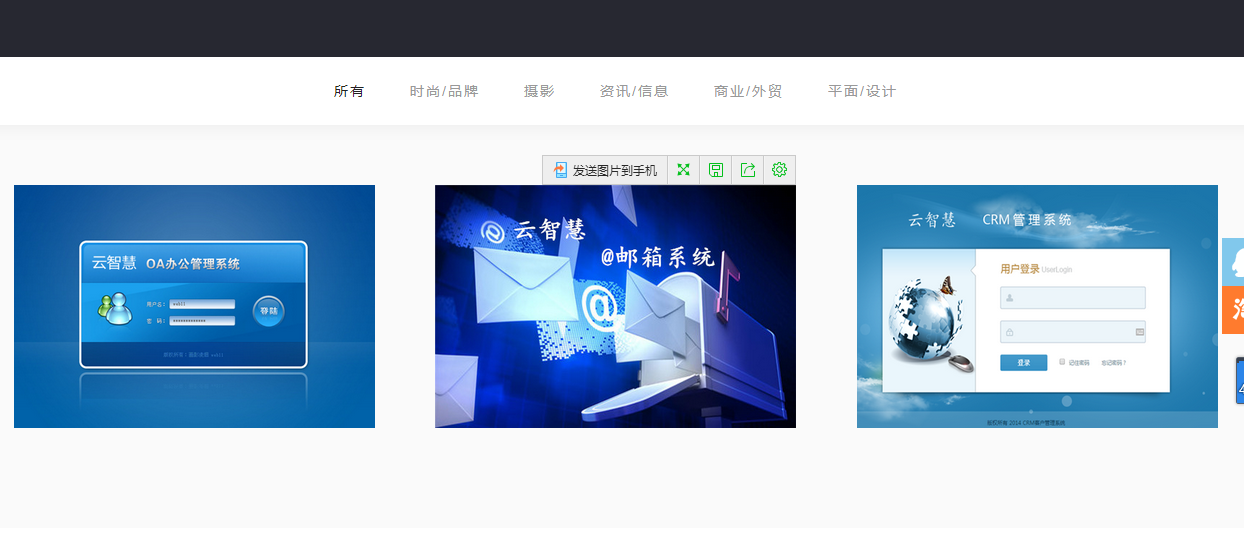 所有 时尚/品牌 摄影 资讯/信息 商业/外贸 平面/设计
发送图片到手机
云智慧 OA办公管理系统
用户名：
密 码：
登陆
@ 云智慧
@邮箱系统
@
云智慧 CRM管理系统
用户登录 UserLogin
登录 记住密码 忘记密码？
版权所有 2014 CRM客户管理系统